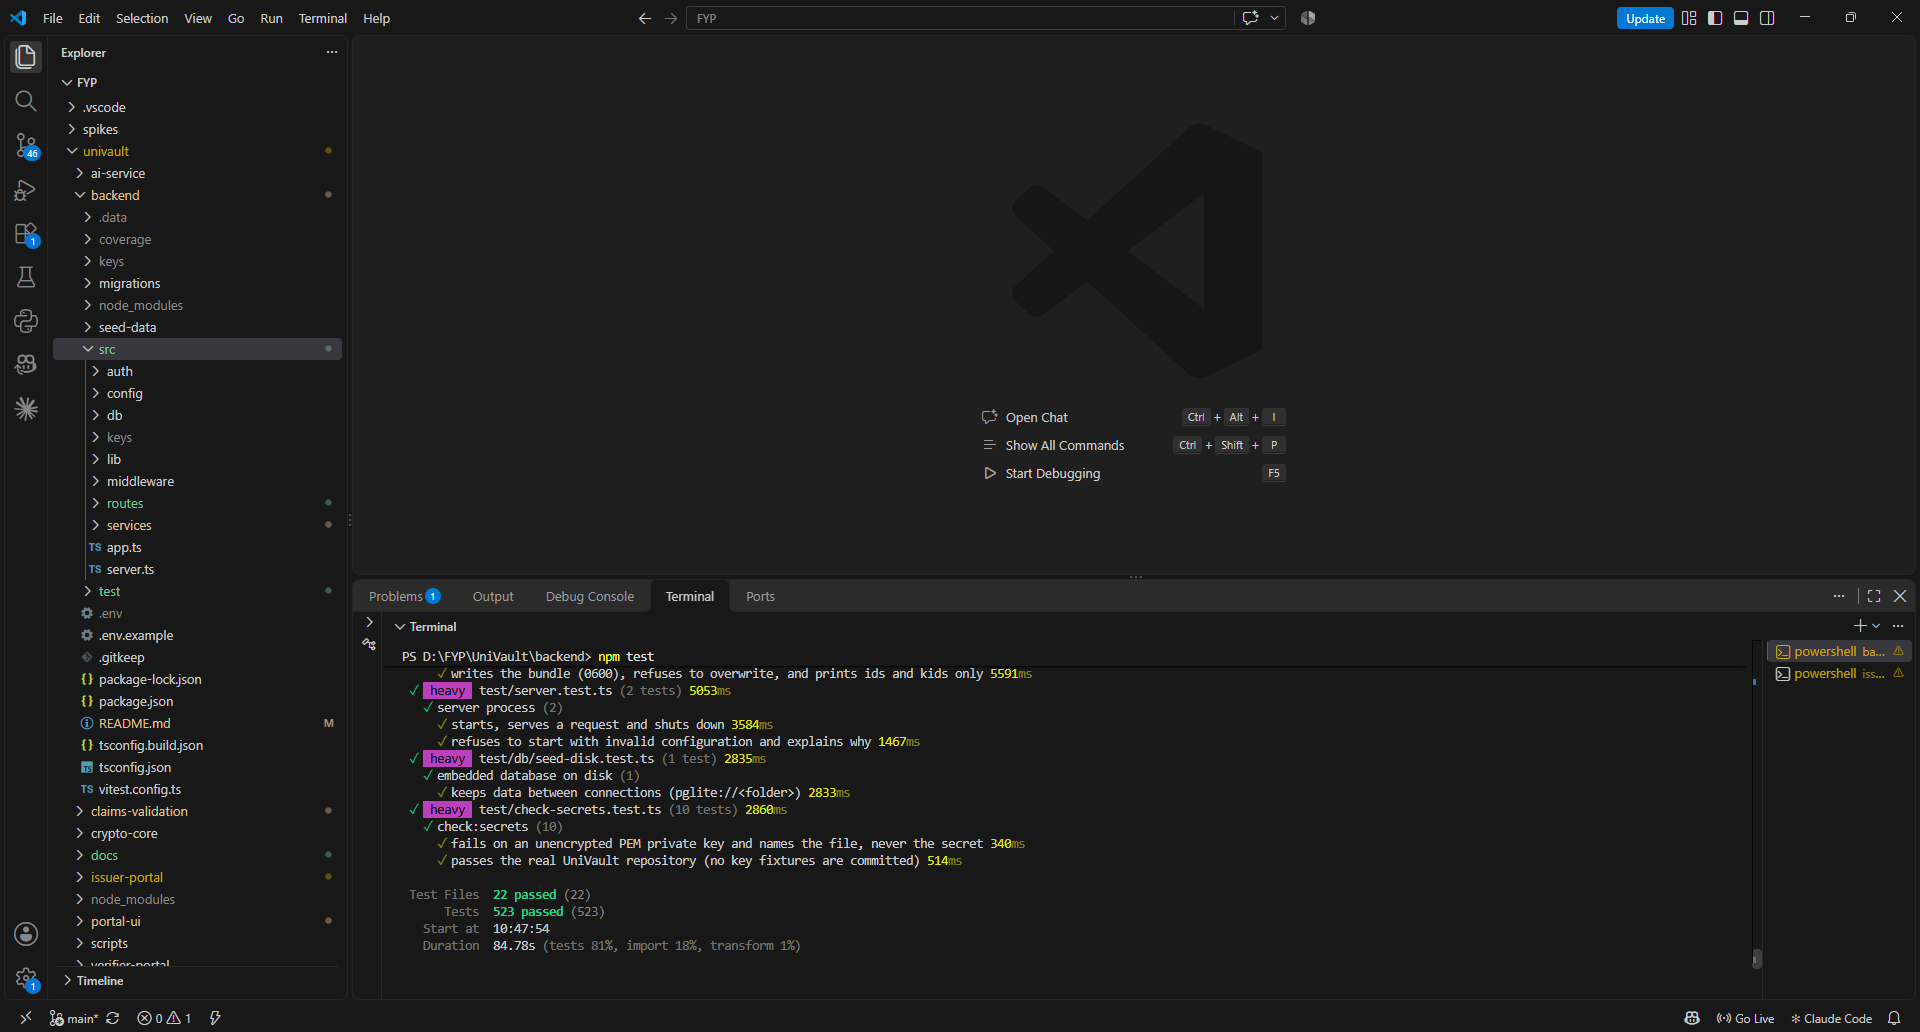 File Edit Selection View Go Run Terminal Help
FYP
Update
Explorer
FYP
.vscode
spikes
univault
ai-service
backend
.data
coverage
keys
migrations
node_modules
seed-data
src
auth
config
db
keys
lib
middleware
routes
services
TS app.ts
TS server.ts
test
.env
.env.example
.gitkeep
{} package-lock.json
{} package.json
README.md M
{} tsconfig.build.json
TS tsconfig.json
TS vitest.config.ts
claims-validation
crypto-core
docs
issuer-portal
node_modules
portal-ui
scripts
verifier-portal
Timeline
46
1
1
Open Chat Ctrl + Alt + I
Show All Commands Ctrl + Shift + P
Start Debugging F5
Problems 1 Output Debug Console Terminal Ports
Terminal
PS D:\FYP\UniVault\backend> npm test
✓ writes the bundle (0600), refuses to overwrite, and prints ids and kids only 5591ms
✓ heavy test/server.test.ts (2 tests) 5053ms
✓ server process (2)
✓ starts, serves a request and shuts down 3584ms
✓ refuses to start with invalid configuration and explains why 1467ms
✓ heavy test/db/seed-disk.test.ts (1 test) 2835ms
✓ embedded database on disk (1)
✓ keeps data between connections (pglite://<folder>) 2833ms
✓ heavy test/check-secrets.test.ts (10 tests) 2860ms
✓ check:secrets (10)
✓ fails on an unencrypted PEM private key and names the file, never the secret 340ms
✓ passes the real UniVault repository (no key fixtures are committed) 514ms
Test Files 22 passed (22)
Tests 523 passed (523)
Start at 10:47:54
Duration 84.78s (tests 81%, import 18%, transform 1%)
powershell ba...
powershell iss...
main* 0 1
Go Live Claude Code